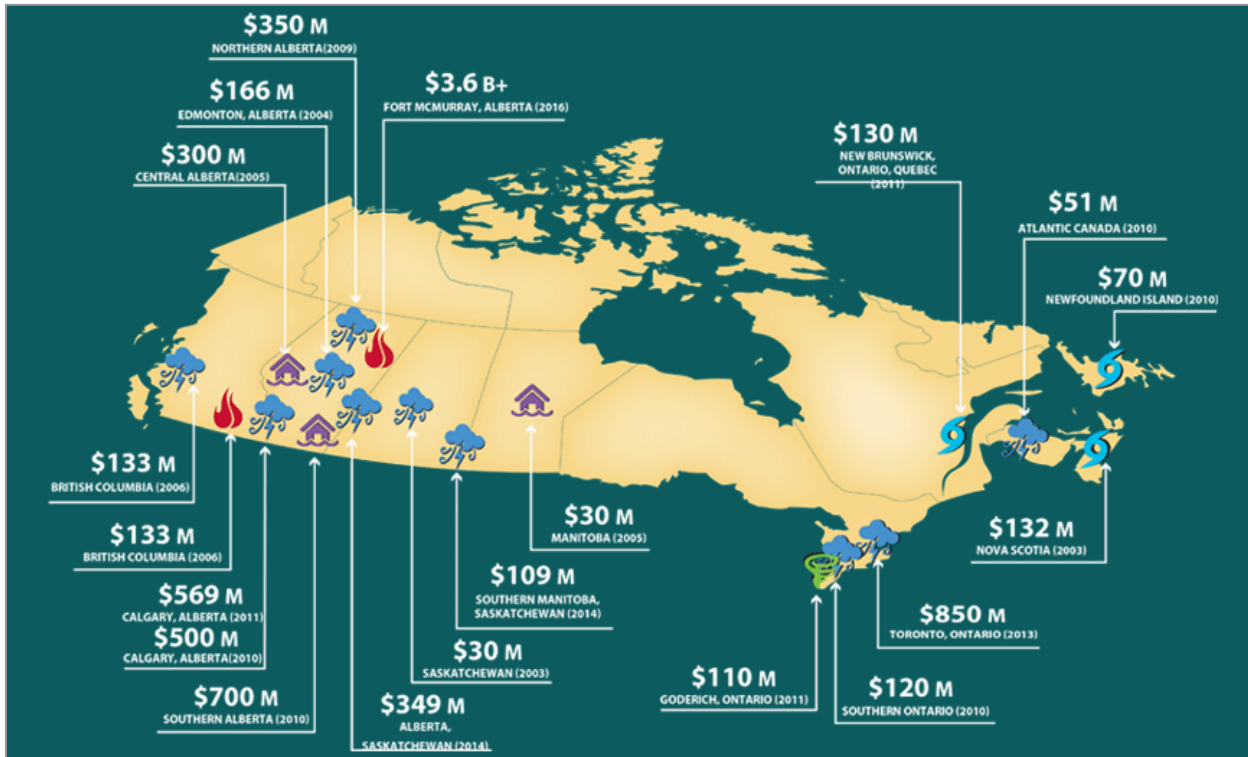 $350 M
NORTHERN ALBERTA(2009)
$166 M
EDMONTON, ALBERTA (2004)
$300 M
CENTRAL ALBERTA(2005)
$3.6 B+
FORT MCMURRAY, ALBERTA (2016)
$130 M
NEW BRUNSWICK,
ONTARIO, QUEBEC
(2011)
$51 M
ATLANTIC CANADA (2010)
$70 M
NEWFOUNDLAND ISLAND (2010)
$133 M
BRITISH COLUMBIA (2006)
$133 M
BRITISH COLUMBIA (2006)
$569 M
CALGARY, ALBERTA (2011)
$500 M
CALGARY, ALBERTA(2010)
$700 M
SOUTHERN ALBERTA (2010)
$349 M
ALBERTA,
SASKATCHEWAN (2014)
$30 M
SASKATCHEWAN (2003)
$109 M
SOUTHERN MANITOBA,
SASKATCHEWAN (2014)
$30 M
MANITOBA (2005)
$110 M
GODERICH, ONTARIO (2011)
$120 M
SOUTHERN ONTARIO (2010)
$850 M
TORONTO, ONTARIO (2013)
$132 M
NOVA SCOTIA (2003)